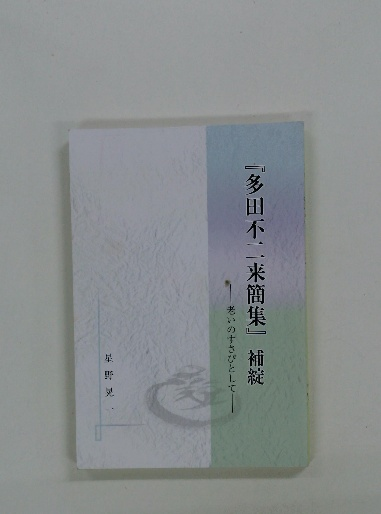 『多田不二来簡集』 補綻
――老いのすさびとして――
星野晃一